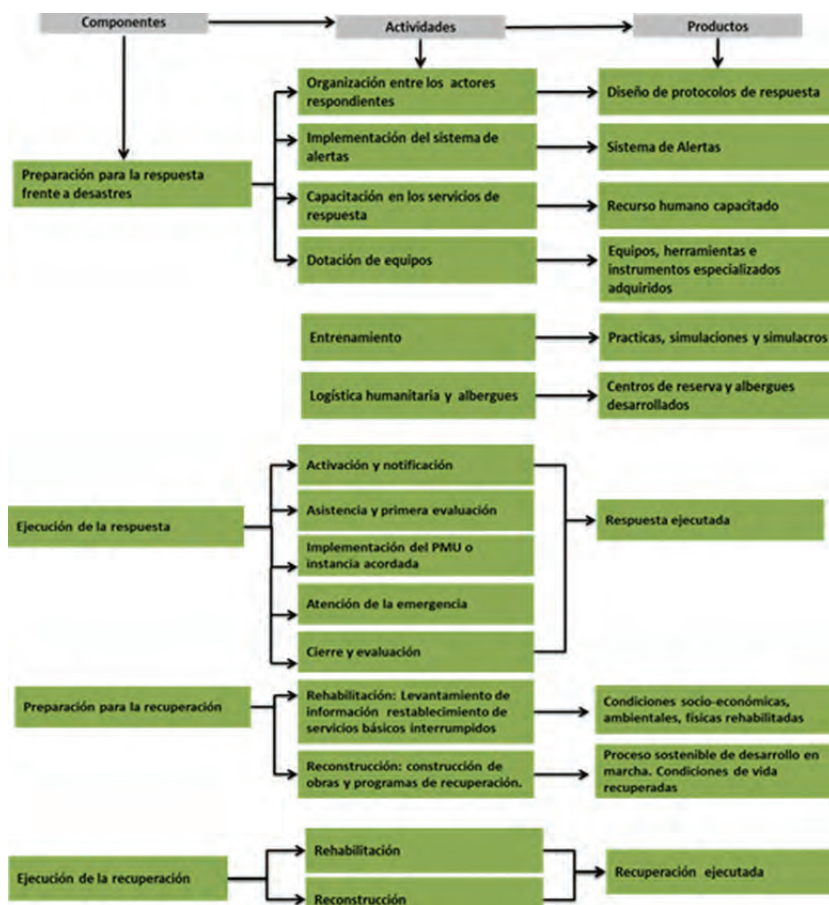 Componentes
Actividades
Productos
Organización entre los actores
respondientes
Diseño de protocolos de respuesta
Implementación del sistema de
alertas
Sistema de Alertas
Preparación para la respuesta
frente a desastres
Capacitación en los servicios de
respuesta
Recurso humano capacitado
Dotación de equipos
Equipos, herramientas e
instrumentos especializados
adquiridos
Entrenamiento
Practicas, simulaciones y simulacros
Logística humanitaria y albergues
Centros de reserva y albergues
desarrollados
Activación y notificación
Asistencia y primera evaluación
Ejecución de la respuesta
Respuesta ejecutada
Implementación del PMU o
instancia acordada
Atención de la emergencia
Cierre y evaluación
Preparación para la recuperación
Rehabilitación: Levantamiento de
información restablecimiento de
servicios básicos interrumpidos
Condiciones socio-económicas,
ambientales, físicas rehabilitadas
Reconstrucción: construcción de
obras y programas de recuperación.
Proceso sostenible de desarrollo en
marcha. Condiciones de vida
recuperadas
Rehabilitación
Ejecución de la recuperación
Recuperación ejecutada
Reconstrucción